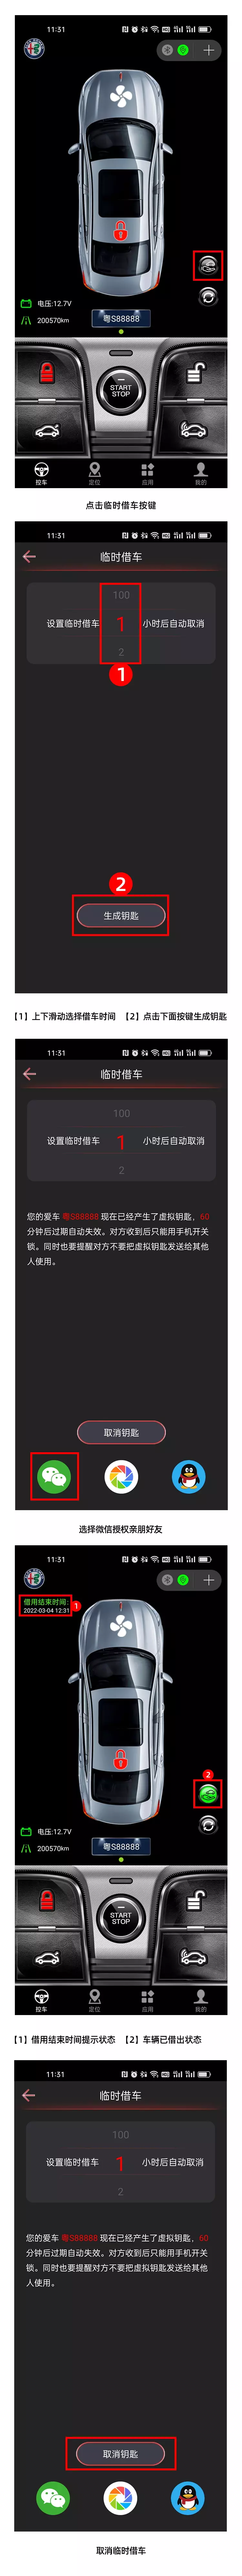 11:31
电压:12.7V
200570km
粤S88888
START
STOP
控车
定位
应用
我的
点击临时借车按键
11:31
临时借车
100
设置临时借车 1 小时后自动取消
2
1
2
生成钥匙
【1】上下滑动选择借车时间 【2】点击下面按键生成钥匙
11:31
临时借车
100
设置临时借车 1 小时后自动取消
2
您的爱车 粤S88888 现在已经产生了虚拟钥匙，60
分钟后过期自动失效。对方收到后只能用手机开关
锁。同时也要提醒对方不要把虚拟钥匙发送给其他
人使用。
取消钥匙
选择微信授权亲朋好友
11:31
借用结束时间:
2022-03-04 12:31
1
2
电压:12.7V
200570km
粤S88888
START
STOP
控车
定位
应用
我的
【1】借用结束时间提示状态 【2】车辆已借出状态
11:31
临时借车
100
设置临时借车 1 小时后自动取消
2
您的爱车 粤S88888 现在已经产生了虚拟钥匙，60
分钟后过期自动失效。对方收到后只能用手机开关
锁。同时也要提醒对方不要把虚拟钥匙发送给其他
人使用。
取消钥匙
取消临时借车